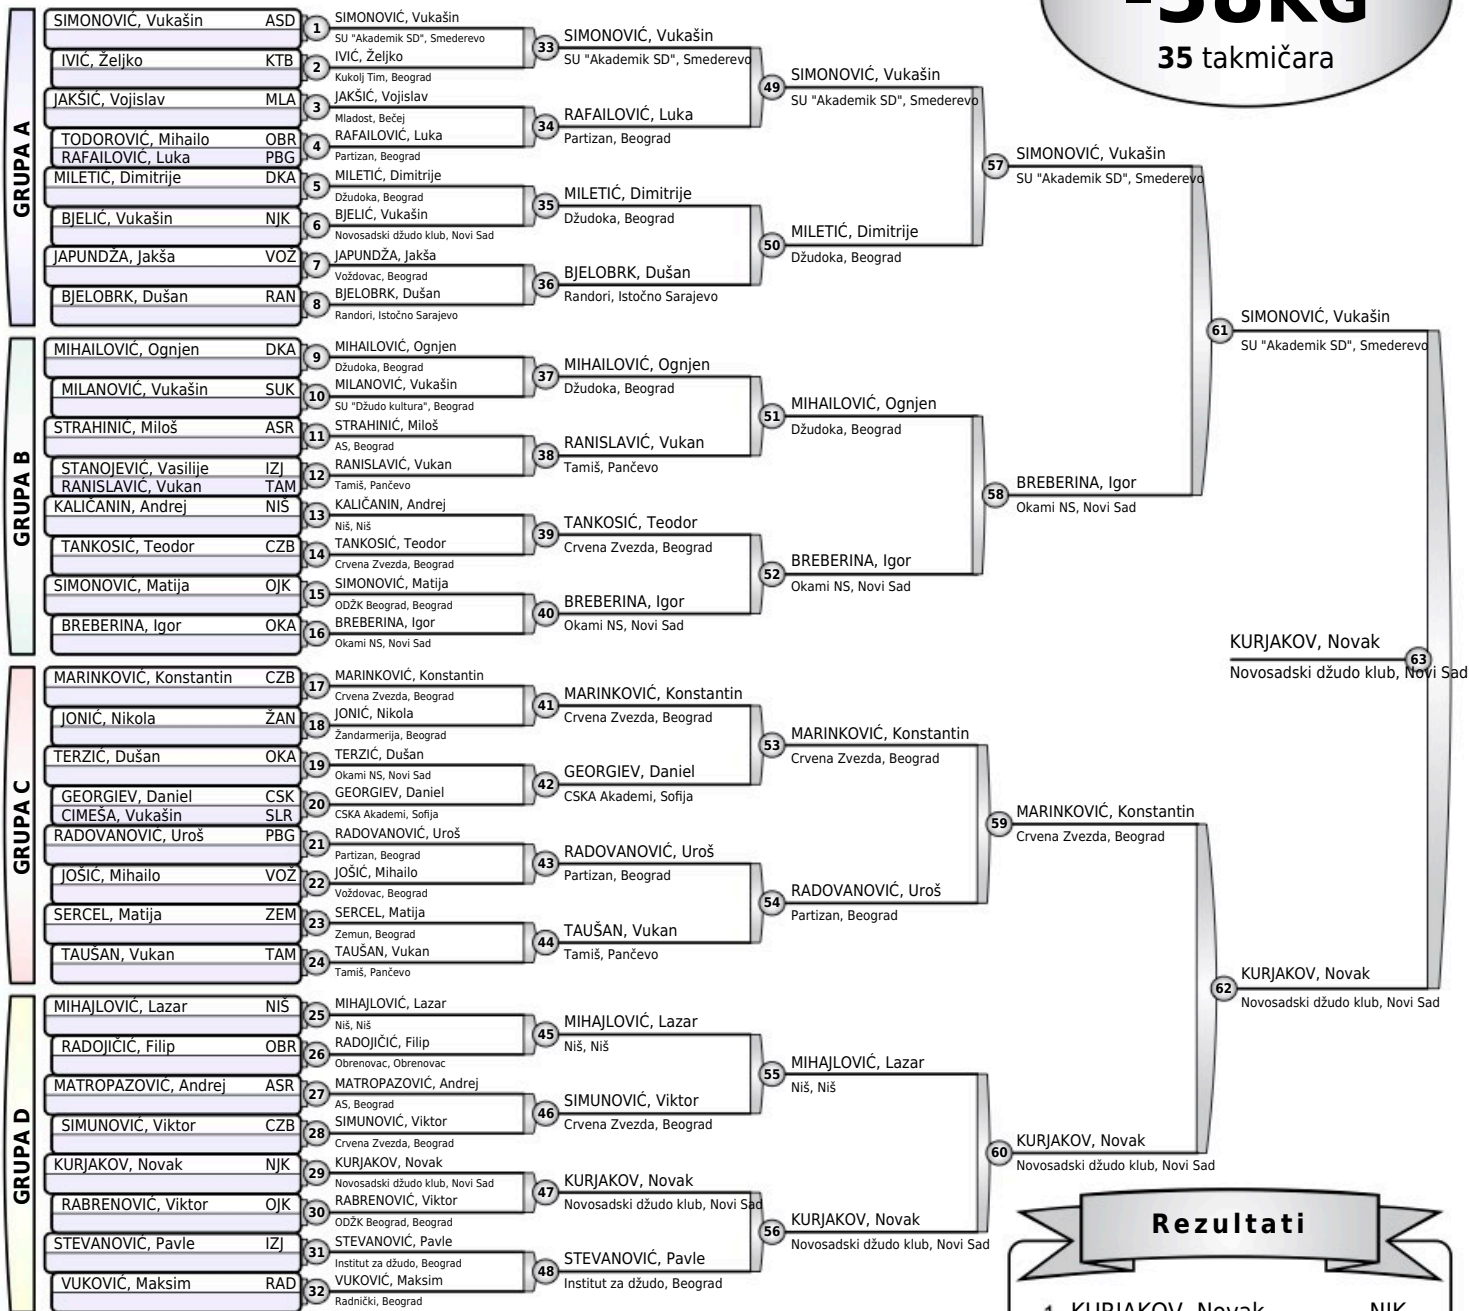 -50KG
35 takmičara
GRUPA A
SIMONOVIĆ, Vukašin ASD
IVIĆ, Željko KTB
JAKŠIĆ, Vojislav MLA
TODOROVIĆ, Mihailo OBR
RAFAILOVIĆ, Luka PBG
MILETIĆ, Dimitrije DKA
BJELIĆ, Vukašin NJK
JAPUNDŽA, Jakša VOŽ
BJELOBRK, Dušan RAN
GRUPA B
MIHAILOVIĆ, Ognjen DKA
MILANOVIĆ, Vukašin SUK
STRAHINIĆ, Miloš ASR
STANOJEVIĆ, Vasilije IZJ
RANISLAVIĆ, Vukan TAM
KALIČANIN, Andrej NIŠ
TANKOSIĆ, Teodor CZB
SIMONOVIĆ, Matija OJK
BREBERINA, Igor OKA
GRUPA C
MARINKOVIĆ, Konstantin CZB
JONIĆ, Nikola ŽAN
TERZIĆ, Dušan OKA
GEORGIEV, Daniel CSK
CIMEŠA, Vukašin SLR
RADOVANOVIĆ, Uroš PBG
JOŠIĆ, Mihailo VOŽ
SERCEL, Matija ZEM
TAUŠAN, Vukan TAM
GRUPA D
MIHAJLOVIĆ, Lazar NIŠ
RADOJIČIĆ, Filip OBR
MATROPAZOVIĆ, Andrej ASR
SIMUNOVIĆ, Viktor CZB
KURJAKOV, Novak NJK
RABRENOVIĆ, Viktor OJK
STEVANOVIĆ, Pavle IZJ
VUKOVIĆ, Maksim RAD
1 SIMONOVIĆ, Vukašin
SU "Akademik SD", Smederevo
2 IVIĆ, Željko
Kukolj Tim, Beograd
3 JAKŠIĆ, Vojislav
Mladost, Bečej
4 RAFAILOVIĆ, Luka
Partizan, Beograd
5 MILETIĆ, Dimitrije
Džudoka, Beograd
6 BJELIĆ, Vukašin
Novosadski džudo klub, Novi Sad
7 JAPUNDŽA, Jakša
Voždovac, Beograd
8 BJELOBRK, Dušan
Randori, Istočno Sarajevo
9 MIHAILOVIĆ, Ognjen
Džudoka, Beograd
10 MILANOVIĆ, Vukašin
SU "Džudo kultura", Beograd
11 STRAHINIĆ, Miloš
AS, Beograd
12 RANISLAVIĆ, Vukan
Tamiš, Pančevo
13 KALIČANIN, Andrej
Niš, Niš
14 TANKOSIĆ, Teodor
Crvena Zvezda, Beograd
15 SIMONOVIĆ, Matija
ODŽK Beograd, Beograd
16 BREBERINA, Igor
Okami NS, Novi Sad
17 MARINKOVIĆ, Konstantin
Crvena Zvezda, Beograd
18 JONIĆ, Nikola
Žandarmerija, Beograd
19 TERZIĆ, Dušan
Okami NS, Novi Sad
20 GEORGIEV, Daniel
CSKA Akademi, Sofija
21 RADOVANOVIĆ, Uroš
Partizan, Beograd
22 JOŠIĆ, Mihailo
Voždovac, Beograd
23 SERCEL, Matija
Zemun, Beograd
24 TAUŠAN, Vukan
Tamiš, Pančevo
25 MIHAJLOVIĆ, Lazar
Niš, Niš
26 RADOJIČIĆ, Filip
Obrenovac, Obrenovac
27 MATROPAZOVIĆ, Andrej
AS, Beograd
28 SIMUNOVIĆ, Viktor
Crvena Zvezda, Beograd
29 KURJAKOV, Novak
Novosadski džudo klub, Novi Sad
30 RABRENOVIĆ, Viktor
ODŽK Beograd, Beograd
31 STEVANOVIĆ, Pavle
Institut za džudo, Beograd
32 VUKOVIĆ, Maksim
Radnički, Beograd
33 SIMONOVIĆ, Vukašin
SU "Akademik SD", Smederevo
34 RAFAILOVIĆ, Luka
Partizan, Beograd
35 MILETIĆ, Dimitrije
Džudoka, Beograd
36 BJELOBRK, Dušan
Randori, Istočno Sarajevo
37 MIHAILOVIĆ, Ognjen
Džudoka, Beograd
38 RANISLAVIĆ, Vukan
Tamiš, Pančevo
39 TANKOSIĆ, Teodor
Crvena Zvezda, Beograd
40 BREBERINA, Igor
Okami NS, Novi Sad
41 MARINKOVIĆ, Konstantin
Crvena Zvezda, Beograd
42 GEORGIEV, Daniel
CSKA Akademi, Sofija
43 RADOVANOVIĆ, Uroš
Partizan, Beograd
44 TAUŠAN, Vukan
Tamiš, Pančevo
45 MIHAJLOVIĆ, Lazar
Niš, Niš
46 SIMUNOVIĆ, Viktor
Crvena Zvezda, Beograd
47 KURJAKOV, Novak
Novosadski džudo klub, Novi Sad
48 STEVANOVIĆ, Pavle
Institut za džudo, Beograd
49 SIMONOVIĆ, Vukašin
SU "Akademik SD", Smederevo
50 MILETIĆ, Dimitrije
Džudoka, Beograd
51 MIHAILOVIĆ, Ognjen
Džudoka, Beograd
52 BREBERINA, Igor
Okami NS, Novi Sad
53 MARINKOVIĆ, Konstantin
Crvena Zvezda, Beograd
54 RADOVANOVIĆ, Uroš
Partizan, Beograd
55 MIHAJLOVIĆ, Lazar
Niš, Niš
56 KURJAKOV, Novak
Novosadski džudo klub, Novi Sad
57 SIMONOVIĆ, Vukašin
SU "Akademik SD", Smederevo
58 BREBERINA, Igor
Okami NS, Novi Sad
59 MARINKOVIĆ, Konstantin
Crvena Zvezda, Beograd
60 KURJAKOV, Novak
Novosadski džudo klub, Novi Sad
61 SIMONOVIĆ, Vukašin
SU "Akademik SD", Smederevo
62 KURJAKOV, Novak
Novosadski džudo klub, Novi Sad
KURJAKOV, Novak 63
Novosadski džudo klub, Novi Sad
Rezultati
1 KURJAKOV, Novak NJK